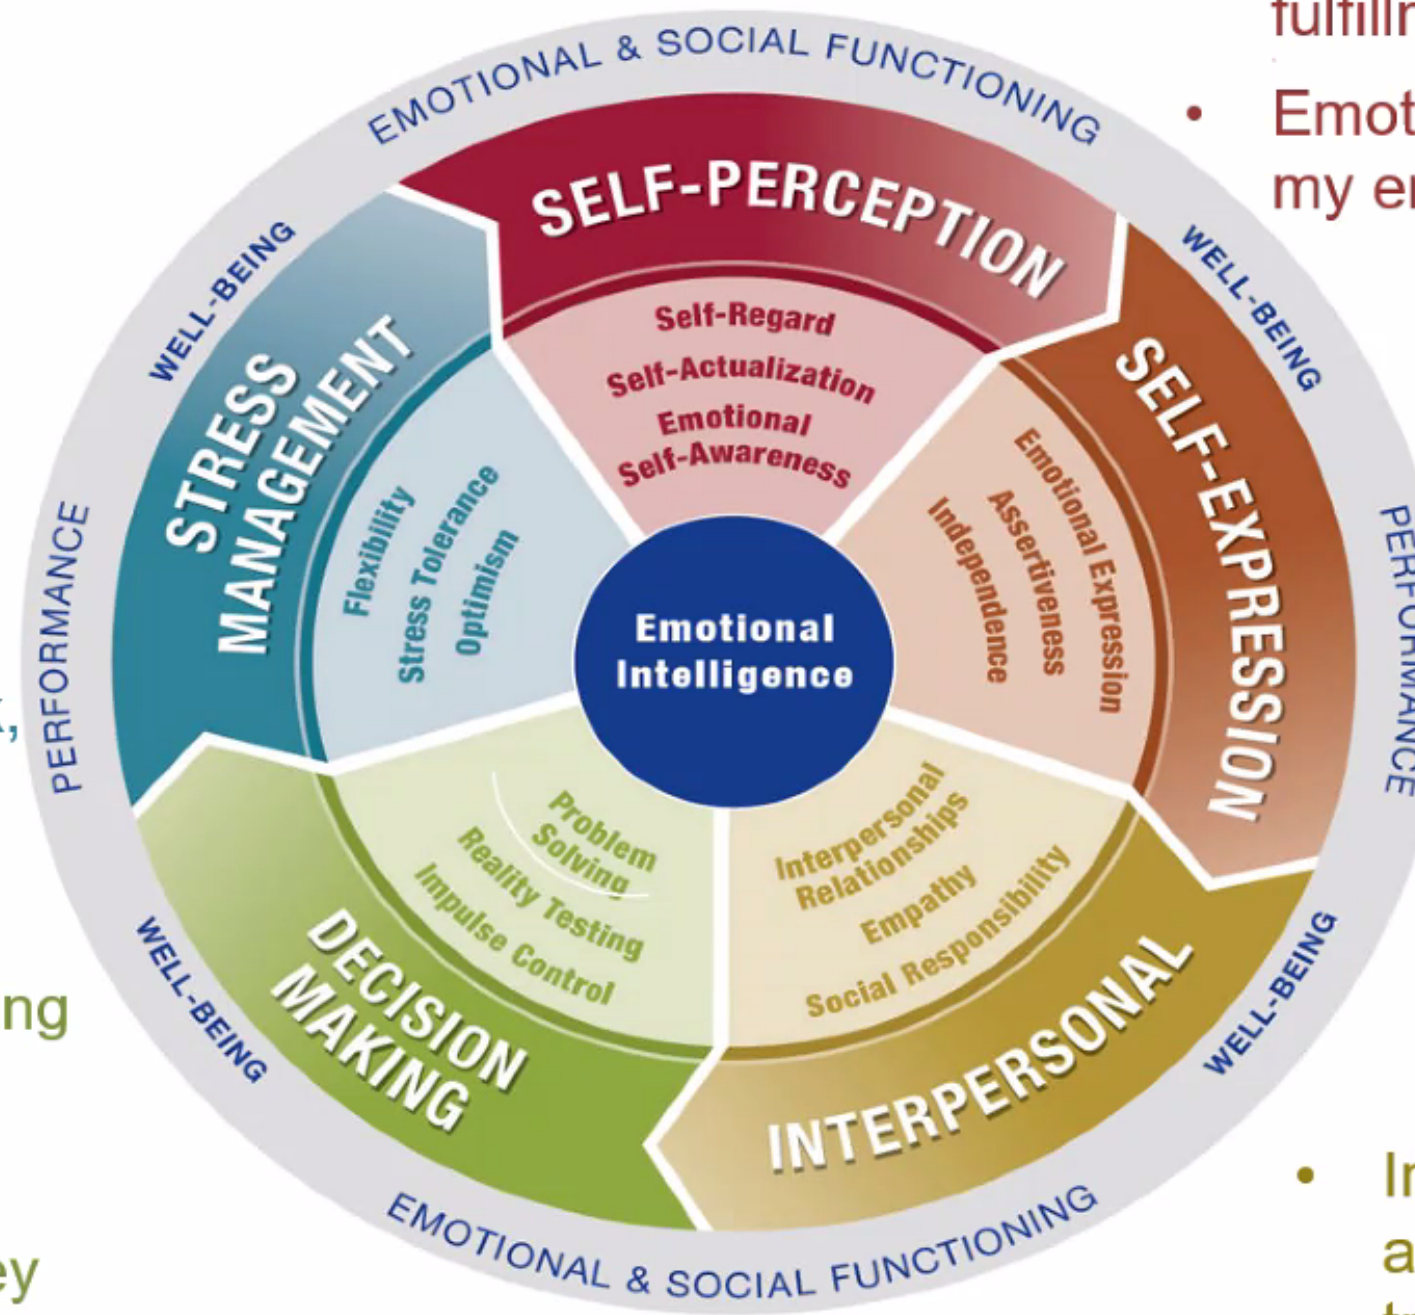 EMOTIONAL & SOCIAL FUNCTIONING
WELL-BEING
WELL-BEING
PERFORMANCE
PERFORMANCE
SELF-PERCEPTION
Self-Regard
Self-Actualization
Emotional
Self-Awareness
SELF-EXPRESSION
Emotional Expression
Assertiveness
Independence
INTERPERSONAL
Interpersonal
Relationships
Empathy
Social Responsibility
DECISION
MAKING
Problem
Solving
Reality Testing
Impulse Control
STRESS
MANAGEMENT
Flexibility
Stress Tolerance
Optimism
Emotional
Intelligence
WELL-BEING
WELL-BEING
EMOTIONAL & SOCIAL FUNCTIONING
• Emot
my